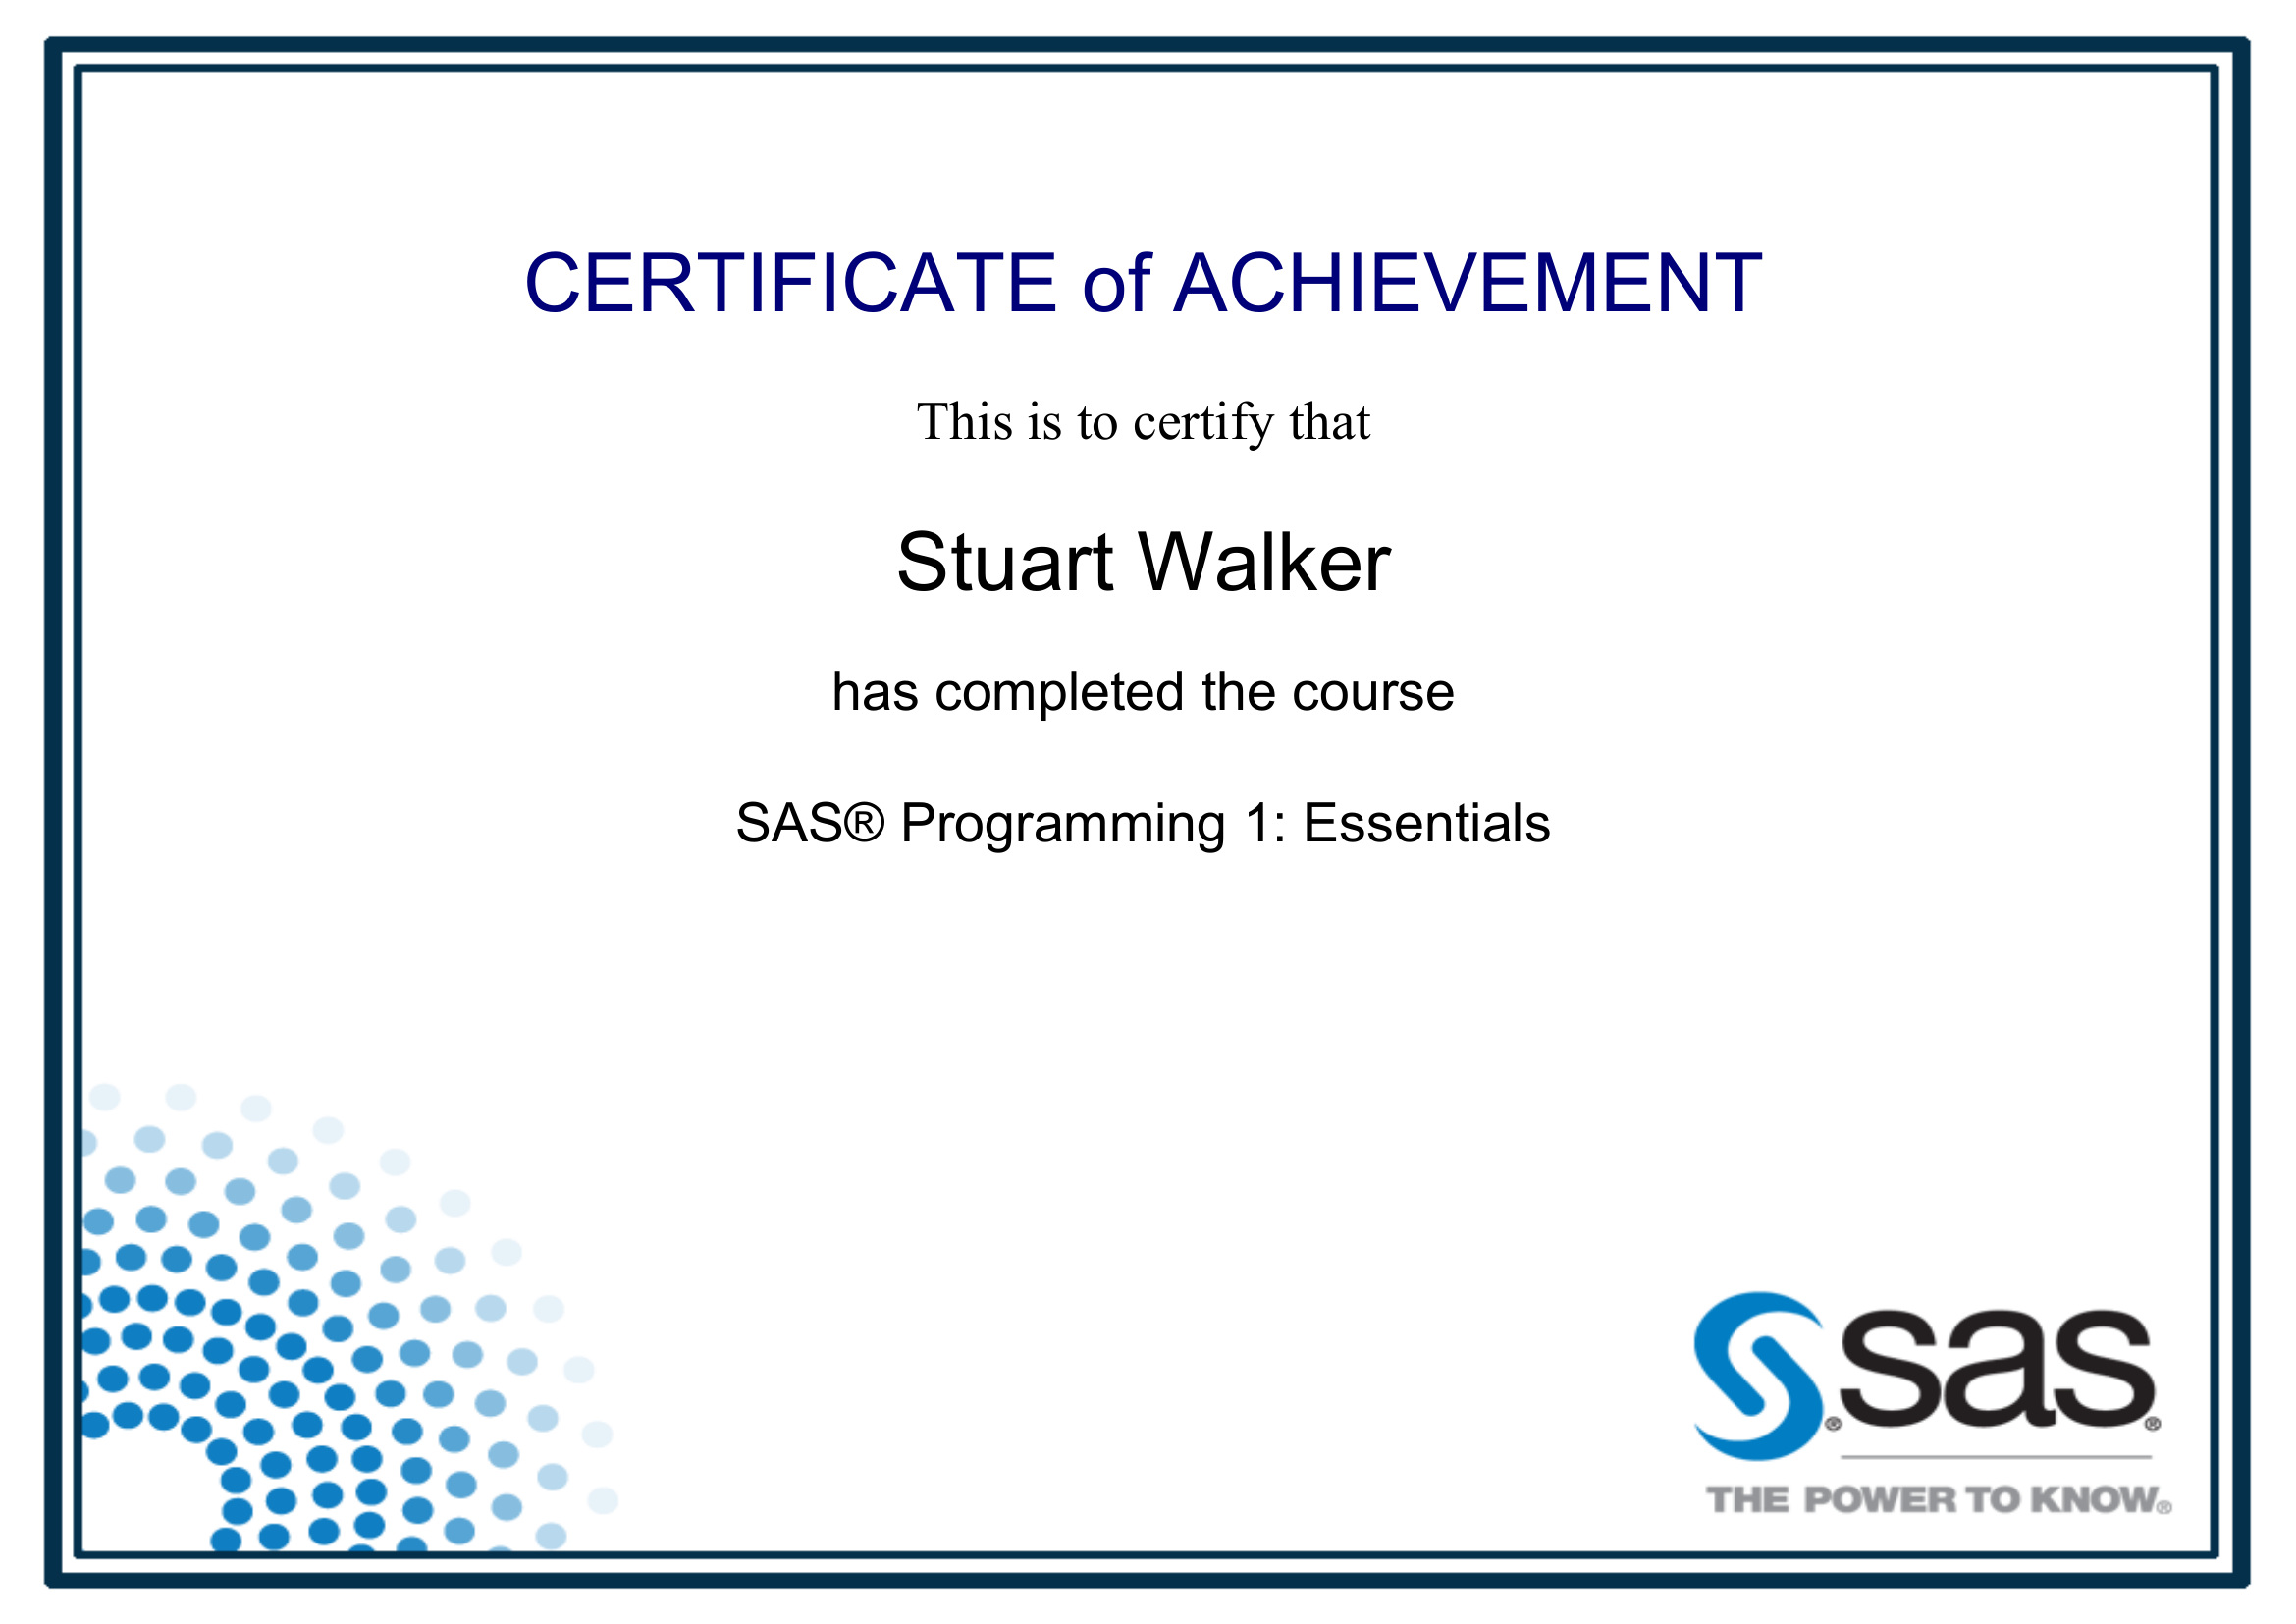 CERTIFICATE of ACHIEVEMENT
This is to certify that
Stuart Walker
has completed the course
SAS® Programming 1: Essentials
® sas ®
THE POWER TO KNOW®